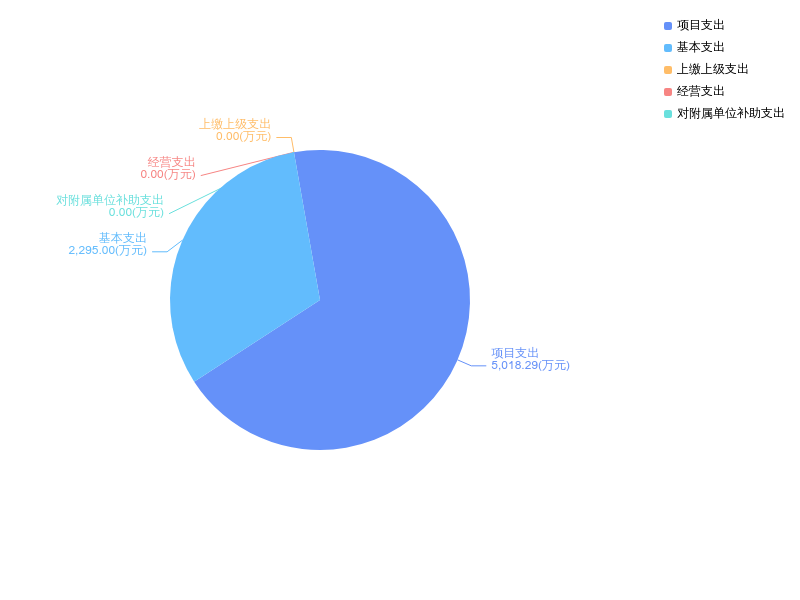 项目支出
基本支出
上缴上级支出
经营支出
对附属单位补助支出
上缴上级支出
0.00(万元)
经营支出
0.00(万元)
对附属单位补助支出
0.00(万元)
基本支出
2,295.00(万元)
项目支出
5,018.29(万元)